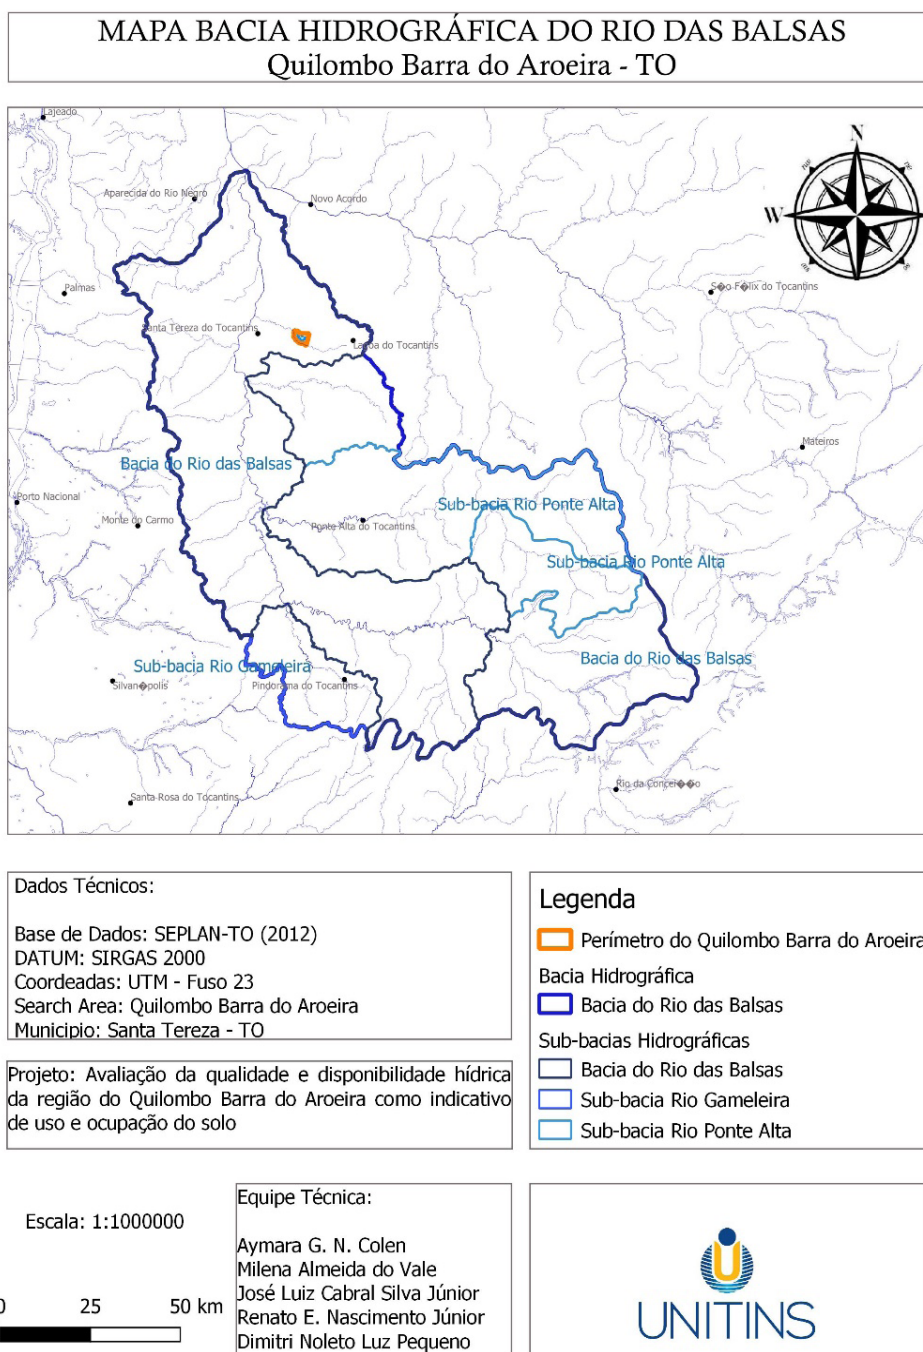 MAPA BACIA HIDROGRÁFICA DO RIO DAS BALSAS
Quilombo Barra do Aroeira - TO
Lajeado
Aparecida do Rio Negro
Novo Acordo
N
W
Palmas
S�o F�lix do Tocantins
Santa Tereza do Tocantins
Lagoa do Tocantins
Mateiros
Bacia do Rio das Balsas
Porto Nacional
Sub-bacia Rio Ponte Alta
Monte do Carmo
Ponte Alta do Tocantins
Sub-bacia Rio Ponte Alta
Bacia do Rio das Balsas
Sub-bacia Rio Gameleira
Silvan�polis
Pindorama do Tocantins
Rio da Concei��o
Santa Rosa do Tocantins
Dados Técnicos:
Base de Dados: SEPLAN-TO (2012)
DATUM: SIRGAS 2000
Coordeadas: UTM - Fuso 23
Search Area: Quilombo Barra do Aroeira
Municipio: Santa Tereza - TO
Projeto: Avaliação da qualidade e disponibilidade hídrica
da região do Quilombo Barra do Aroeira como indicativo
de uso e ocupação do solo
Legenda
Perímetro do Quilombo Barra do Aroeira
Bacia Hidrográfica
Bacia do Rio das Balsas
Sub-bacias Hidrográficas
Bacia do Rio das Balsas
Sub-bacia Rio Gameleira
Sub-bacia Rio Ponte Alta
Escala: 1:1000000
0 25 50 km
Equipe Técnica:
Aymara G. N. Colen
Milena Almeida do Vale
José Luiz Cabral Silva Júnior
Renato E. Nascimento Júnior
Dimitri Noleto Luz Pequeno
UNITINS